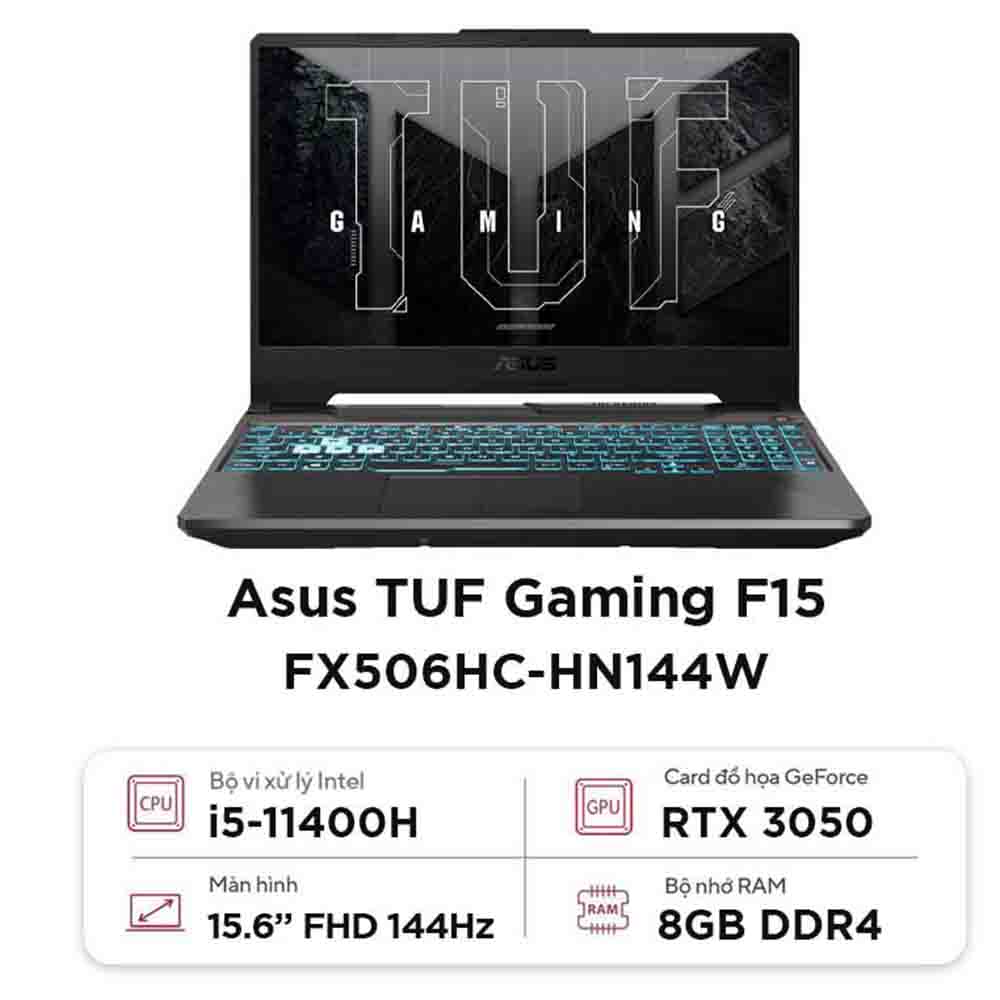 TUF
GAMING
ASUS
Asus TUF Gaming F15
FX506HC-HN144W
CPU
Bộ vi xử lý Intel
i5-11400H
GPU
Card đồ họa GeForce
RTX 3050
Màn hình
15.6” FHD 144Hz
RAM
Bộ nhớ RAM
8GB DDR4